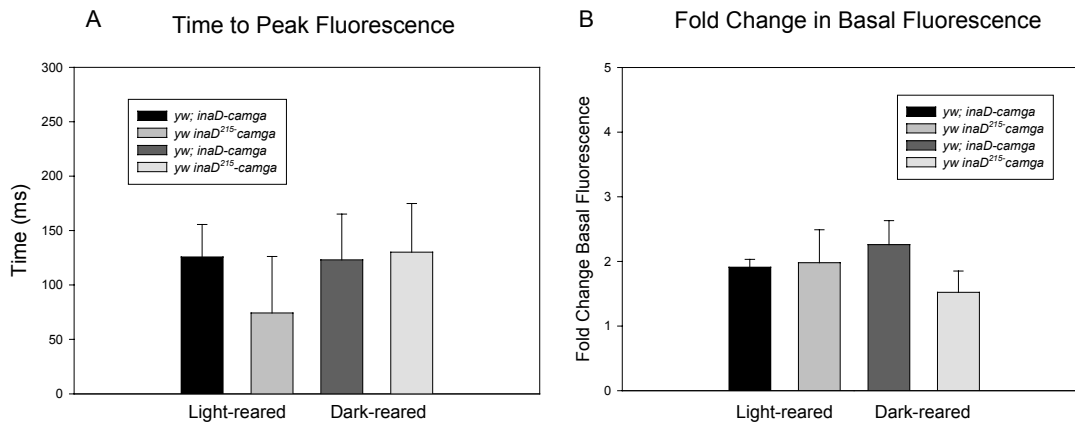 A
Time to Peak Fluorescence
300
250
200
150
100
50
0
Time (ms)
yw; inaD-camga
yw inaD²¹⁵-camga
yw; inaD-camga
yw inaD²¹⁵-camga
Light-reared
Dark-reared
B
Fold Change in Basal Fluorescence
5
4
3
2
1
0
Fold Change Basal Fluorescence
yw; inaD-camga
yw inaD²¹⁵-camga
yw; inaD-camga
yw inaD²¹⁵-camga
Light-reared
Dark-reared